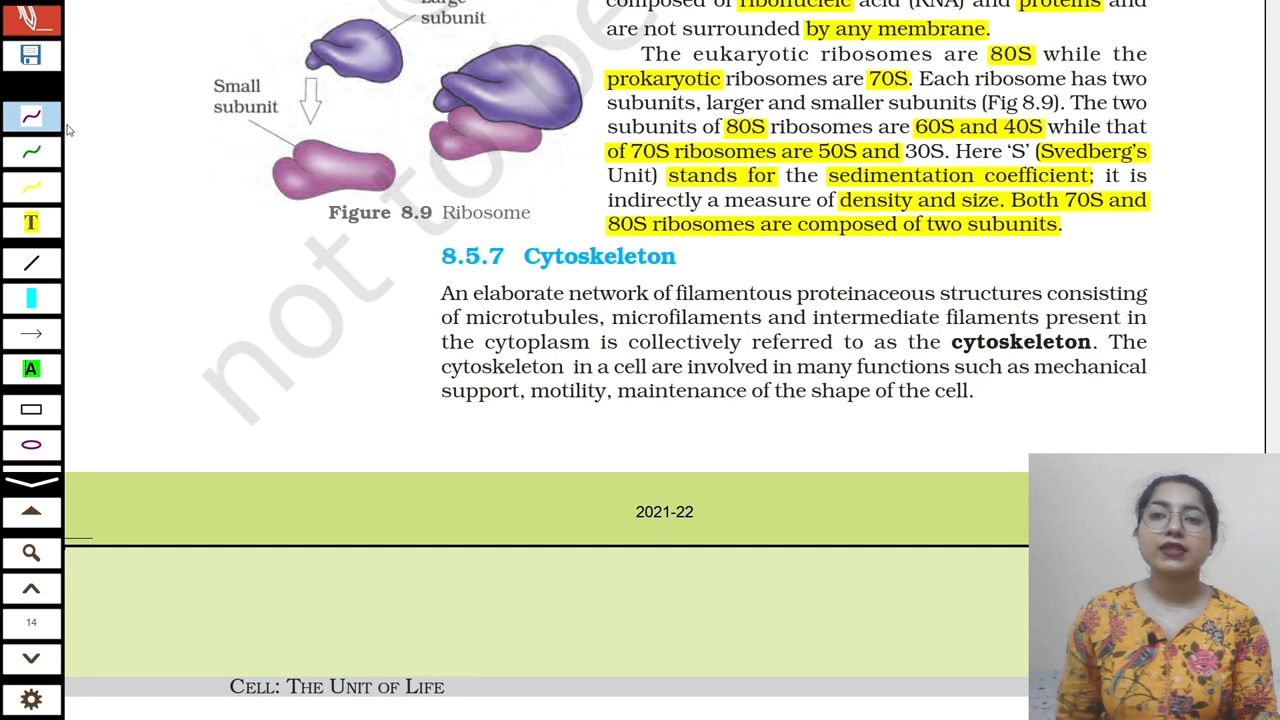 Large
subunit
Small
subunit
Figure 8.9 Ribosome
composed of ribonucleic acid (RNA) and proteins and
are not surrounded by any membrane.
The eukaryotic ribosomes are 80S while the
prokaryotic ribosomes are 70S. Each ribosome has two
subunits, larger and smaller subunits (Fig 8.9). The two
subunits of 80S ribosomes are 60S and 40S while that
of 70S ribosomes are 50S and 30S. Here ‘S’ (Svedberg’s
Unit) stands for the sedimentation coefficient; it is
indirectly a measure of density and size. Both 70S and
80S ribosomes are composed of two subunits.
8.5.7 Cytoskeleton
An elaborate network of filamentous proteinaceous structures consisting
of microtubules, microfilaments and intermediate filaments present in
the cytoplasm is collectively referred to as the cytoskeleton. The
cytoskeleton in a cell are involved in many functions such as mechanical
support, motility, maintenance of the shape of the cell.
not to be
2021-22
CELL: THE UNIT OF LIFE
T
A
14